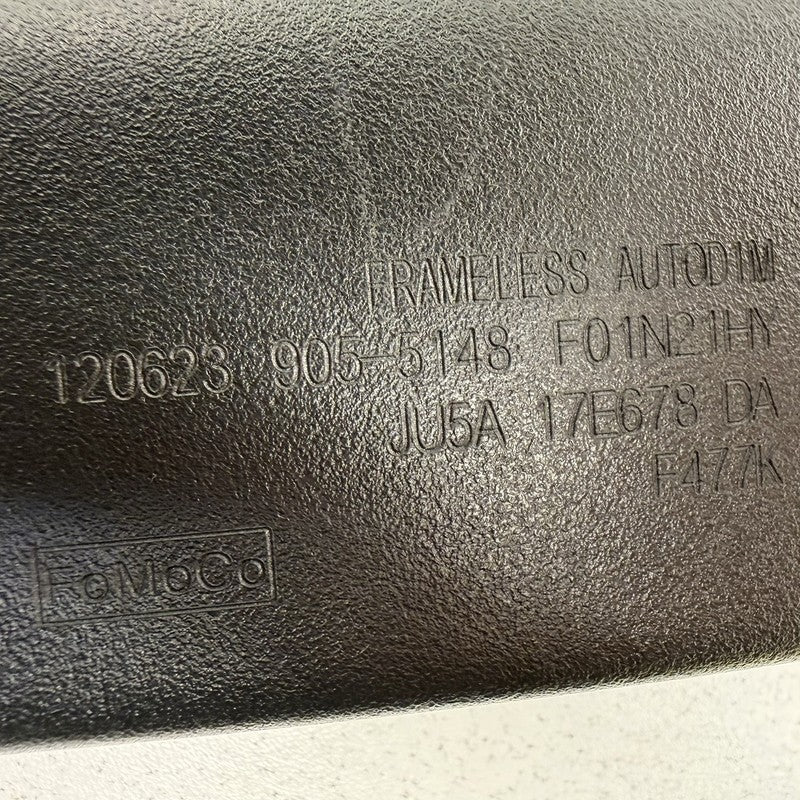 FRAMELESS AUTODIM
120623 905-5148 F01N21HY
JU5A 17E678 DA
F477K
FoMoCo